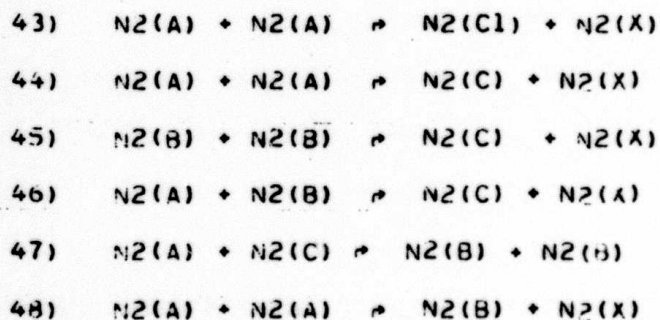 43) N2(A) + N2(A) → N2(C1) + N2(X)
44) N2(A) + N2(A) → N2(C) + N2(X)
45) N2(B) + N2(B) → N2(C) + N2(X)
46) N2(A) + N2(B) → N2(C) + N2(X)
47) N2(A) + N2(C) → N2(B) + N2(B)
48) N2(A) + N2(A) → N2(B) + N2(X)